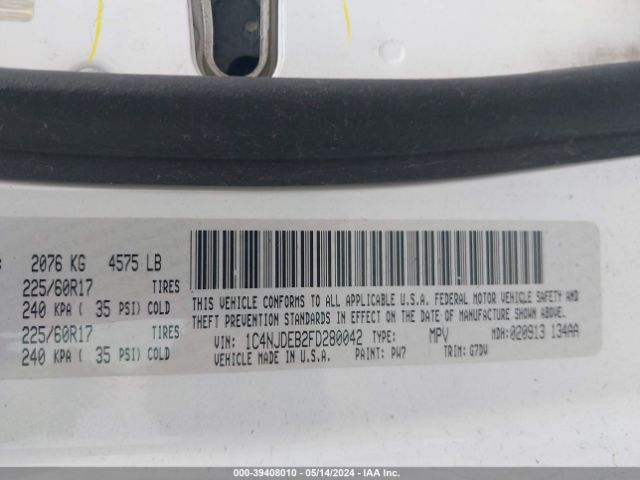 2076 KG 4575 LB
225/60R17 TIRES
240 KPA ( 35 PSI) COLD
225/60R17 TIRES
240 KPA ( 35 PSI) COLD
THIS VEHICLE CONFORMS TO ALL APPLICABLE U.S.A. FEDERAL MOTOR VEHICLE SAFETY AND
THEFT PREVENTION STANDARDS IN EFFECT ON THE DATE OF MANUFACTURE SHOWN ABOVE.
VIN: 1C4NJDEB2FD280042 TYPE: MPV MDH:020913 134AA
VEHICLE MADE IN U.S.A. PAINT: PW7 TRIM: G7DV
000-39408010 / 05/14/2024 - IAA Inc.